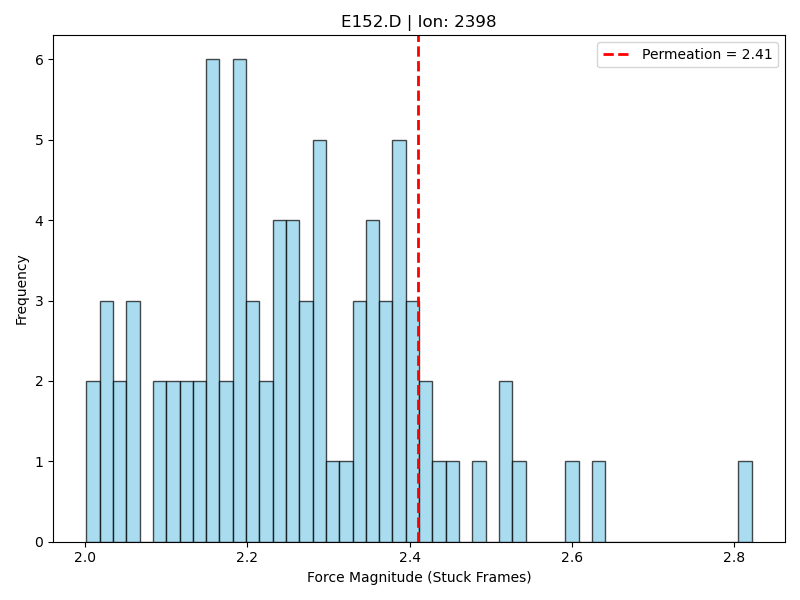 E152.D | Ion: 2398
Permeation = 2.41
Frequency
6
5
4
3
2
1
0
2.0 2.2 2.4 2.6 2.8
Force Magnitude (Stuck Frames)